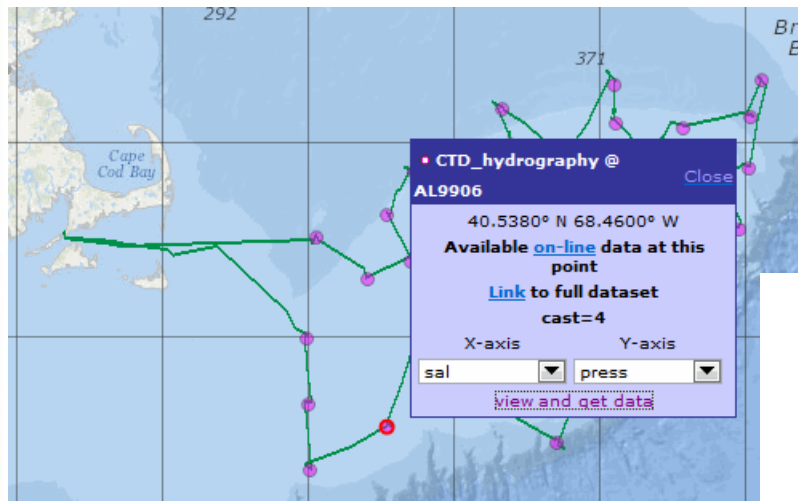 292
371
Cape
Cod Bay
CTD_hydrography @
AL9906
Close
40.5380° N 68.4600° W
Available on-line data at this
point
Link to full dataset
cast=4
X-axis Y-axis
sal press
view and get data